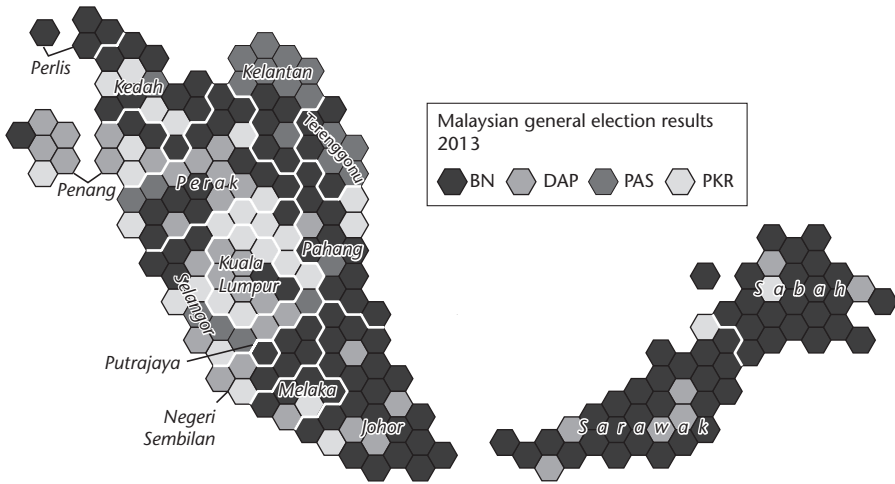 Perlis
Kedah
Kelantan
Terengganu
Malaysian general election results
2013
BN DAP PAS PKR
Penang
Perak
Pahang
Kuala
Lumpur
Selangor
Sabah
Putrajaya
Melaka
Negeri
Sembilan
Johor
Sarawak